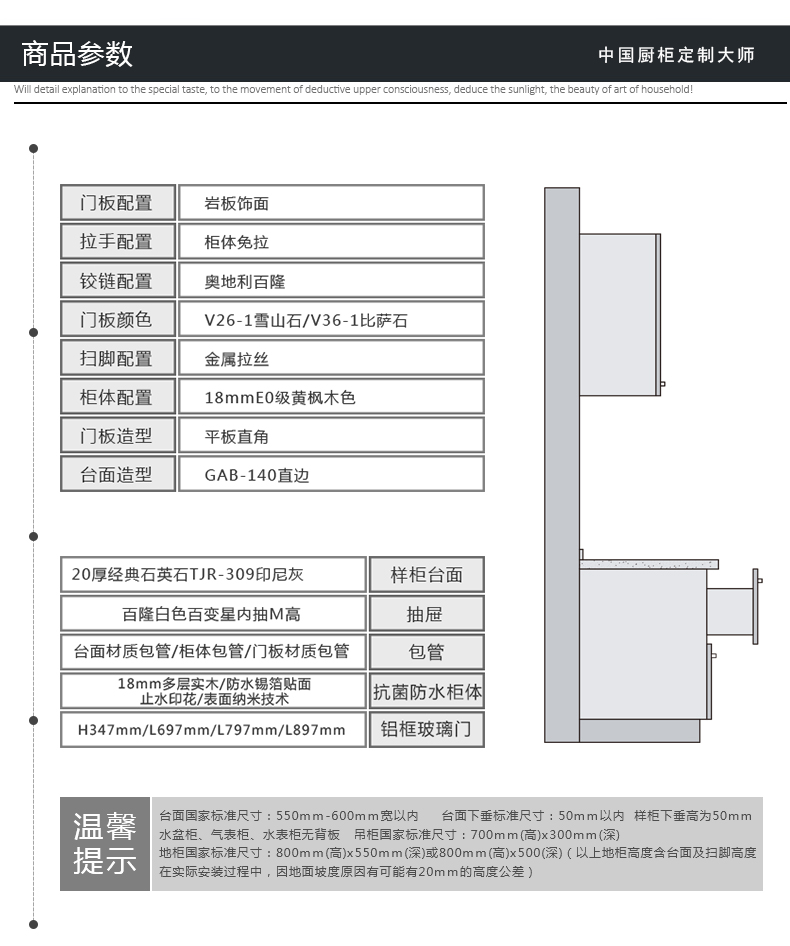 商品参数
中国厨柜定制大师
Will detail explanation to the special taste, to the movement of deductive upper consciousness, deduce the sunlight, the beauty of art of household!
门板配置 岩板饰面
拉手配置 柜体免拉
铰链配置 奥地利百隆
门板颜色 V26-1雪山石/V36-1比萨石
扫脚配置 金属拉丝
柜体配置 18mmE0级黄枫木色
门板造型 平板直角
台面造型 GAB-140直边
20厚经典石英石TJR-309印尼灰 样柜台面
百隆白色百变星内抽M高 抽屉
台面材质包管/柜体包管/门板材质包管 包管
18mm多层实木/防水锡箔贴面
止水印花/表面纳米技术
抗菌防水柜体
H347mm/L697mm/L797mm/L897mm 铝框玻璃门
温馨
提示
台面国家标准尺寸：550mm-600mm宽以内 台面下垂标准尺寸：50mm以内 样柜下垂高为50mm
水盆柜、气表柜、水表柜无背板 吊柜国家标准尺寸：700mm(高)x300mm(深)
地柜国家标准尺寸：800mm(高)x550mm(深)或800mm(高)x500(深)（以上地柜高度含台面及扫脚高度
在实际安装过程中，因地面坡度原因有可能有20mm的高度公差）